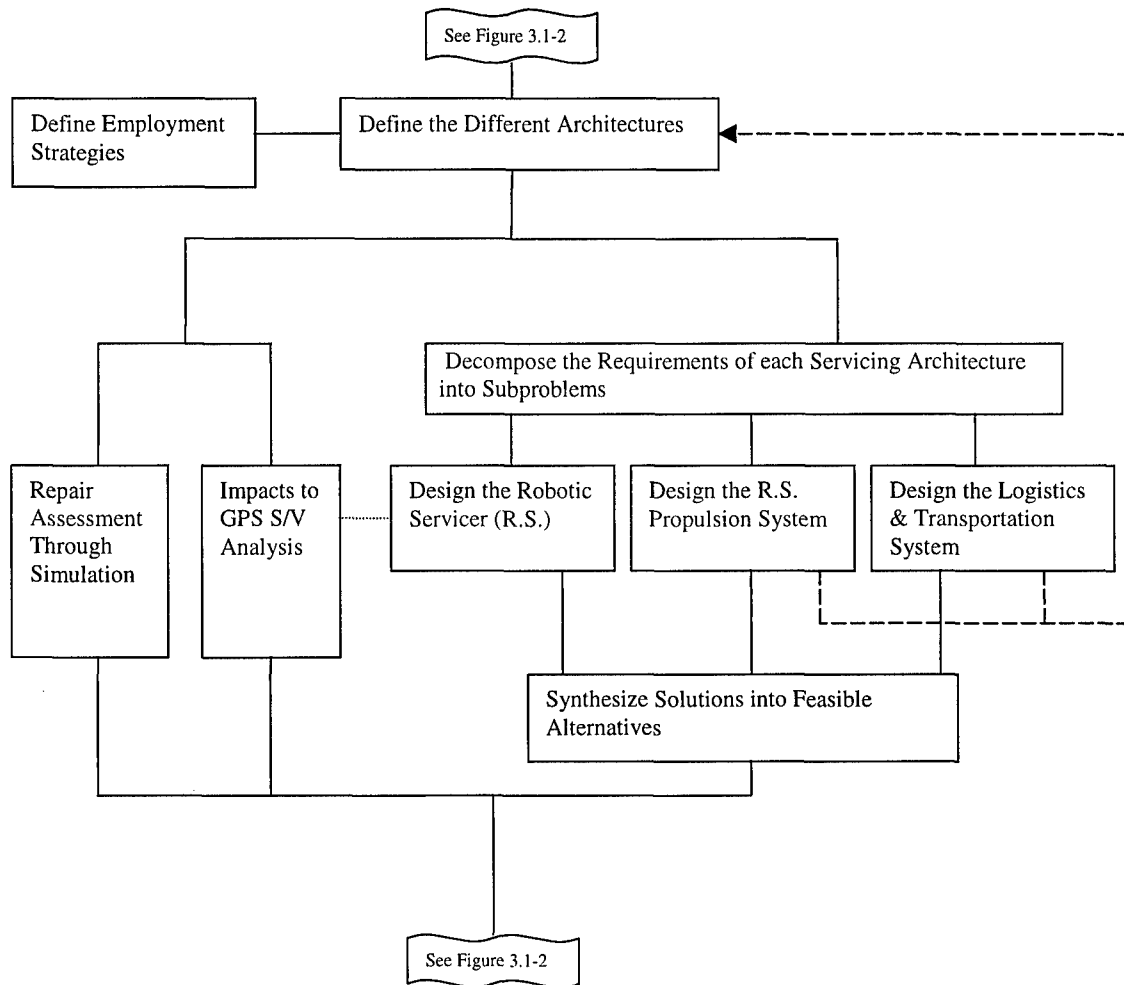 See Figure 3.1-2
Define Employment
Strategies
Define the Different Architectures
Decompose the Requirements of each Servicing Architecture
into Subproblems
Repair
Assessment
Through
Simulation
Impacts to
GPS S/V
Analysis
Design the Robotic
Servicer (R.S.)
Design the R.S.
Propulsion System
Design the Logistics
& Transportation
System
Synthesize Solutions into Feasible
Alternatives
See Figure 3.1-2